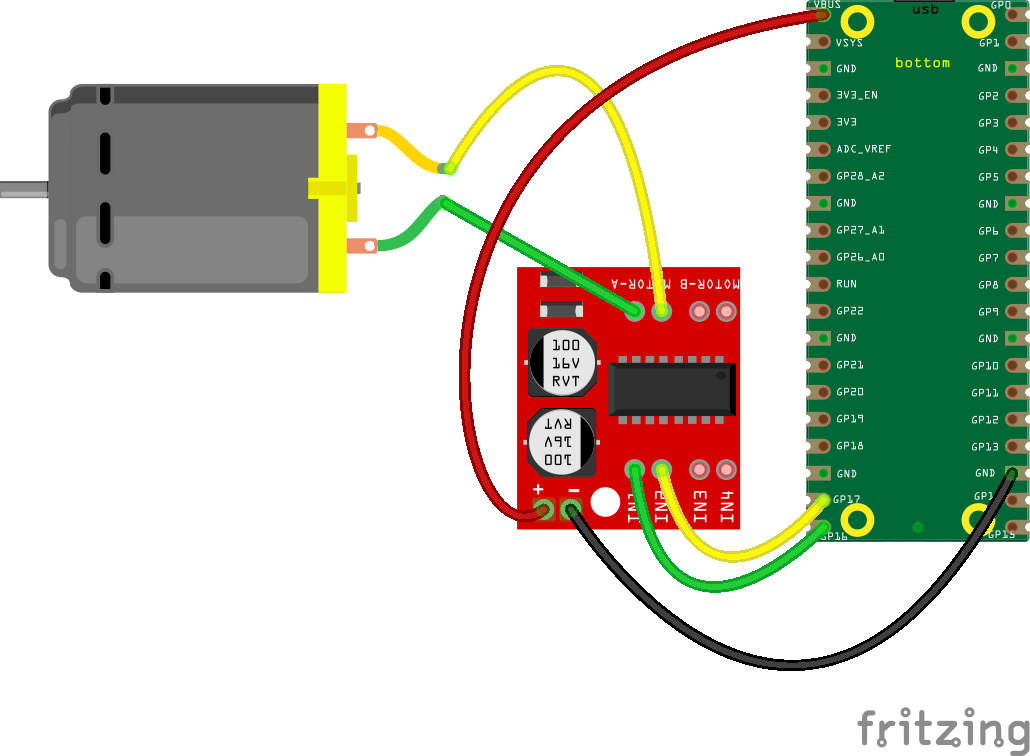 usb
bottom
VBUS
VSYS
GND
3V3_EN
3V3
ADC_VREF
GP28_A2
GND
GP27_A1
GP26_A0
RUN
GP22
GND
GP21
GP20
GP19
GP18
GND
GP17
GP16
GP0
GP1
GND
GP2
GP3
GP4
GP5
GND
GP6
GP7
GP8
GP9
GND
GP10
GP11
GP12
GP13
GND
GP15
MOTOR-A
MOTOR-B
100
16V
RVT
100
16V
RVT
+
−
IN1
IN2
IN3
IN4
fritzing